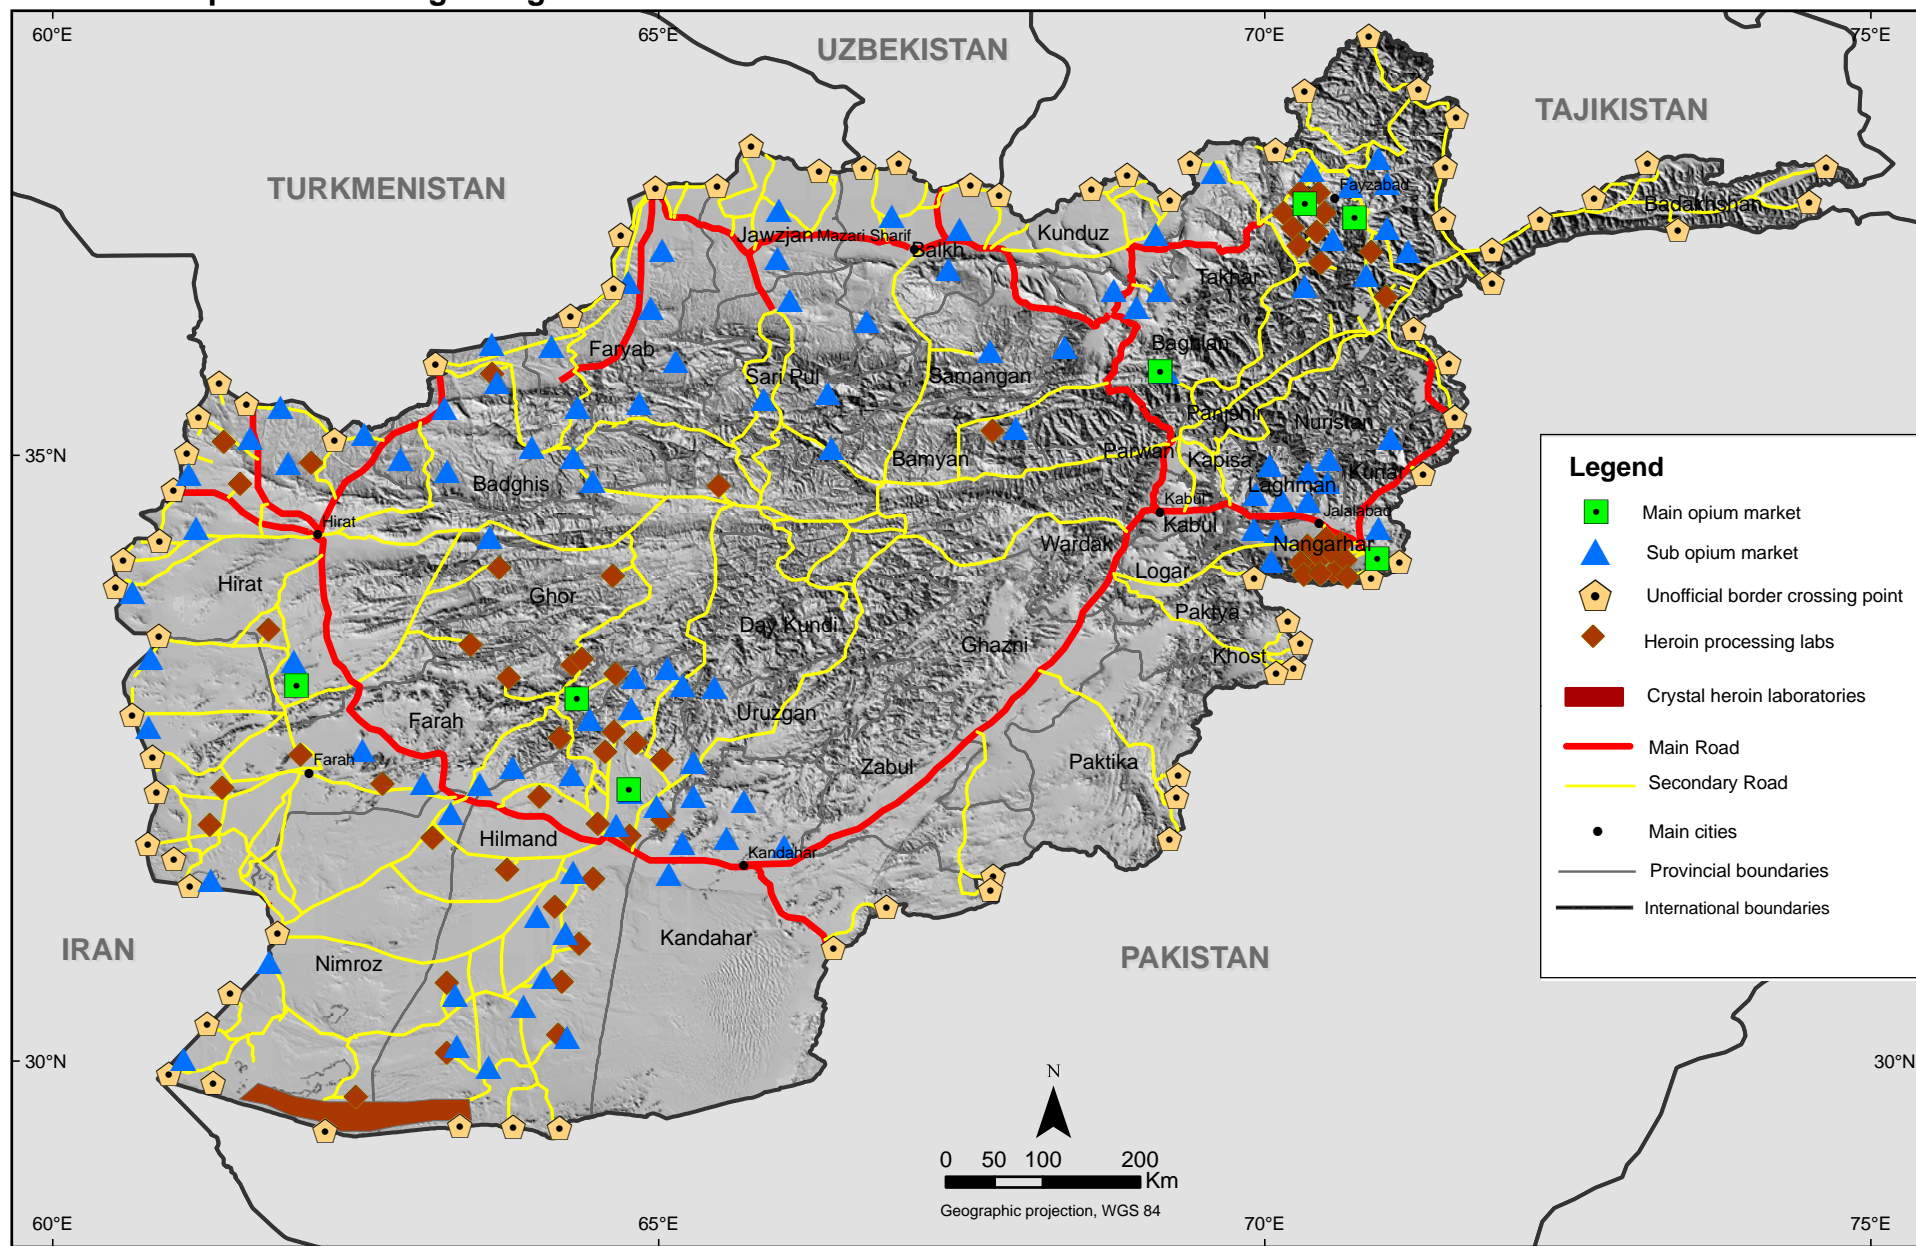 60°E
65°E
70°E
75°E
UZBEKISTAN
TAJIKISTAN
TURKMENISTAN
Fayzabad
Badakhshan
Jawzjan
Mazari Sharif
Balkh
Kunduz
Takhar
Faryab
Sari Pul
Samangan
Baghlan
Panjshir
Nuristan
35°N
Badghis
Bamyan
Parwan
Kapisa
Kunar
Laghman
Kabul
Kabul
Jalalabad
Hirat
Wardak
Nangarhar
Logar
Hirat
Ghor
Day Kundi
Paktya
Ghazni
Khost
Farah
Uruzgan
Zabul
Paktika
Farah
Hilmand
Kandahar
Kandahar
Nimroz
IRAN
PAKISTAN
Legend
Main opium market
Sub opium market
Unofficial border crossing point
Heroin processing labs
Crystal heroin laboratories
Main Road
Secondary Road
Main cities
Provincial boundaries
International boundaries
30°N
30°N
N
0 50 100 200
Km
Geographic projection, WGS 84
60°E
65°E
70°E
75°E